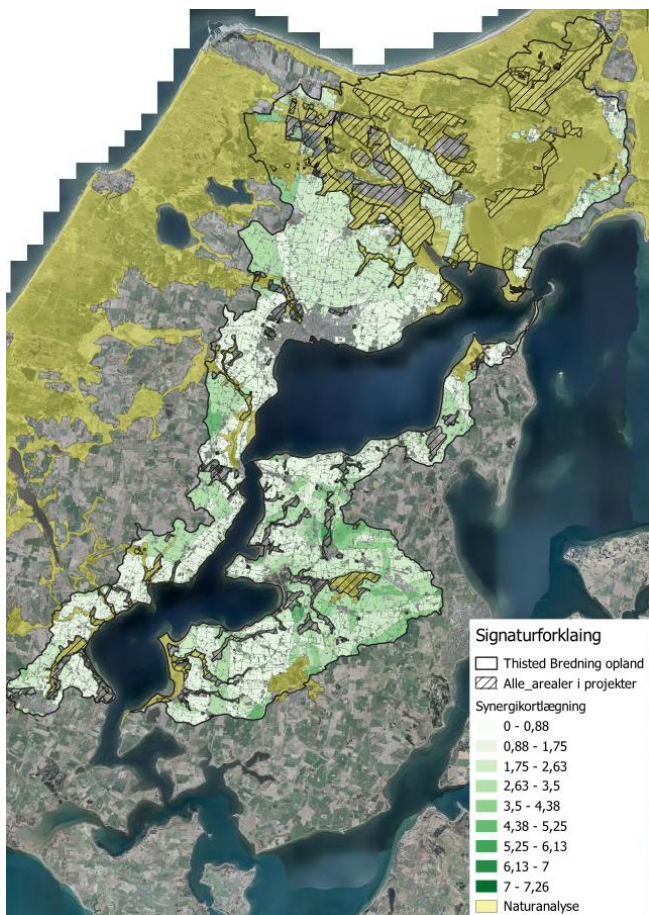 Signaturforklaing
Thisted Bredning opland
Alle_arealer i projekter
Synergikortlægning
0 - 0,88
0,88 - 1,75
1,75 - 2,63
2,63 - 3,5
3,5 - 4,38
4,38 - 5,25
5,25 - 6,13
6,13 - 7
7 - 7,26
Naturanalyse